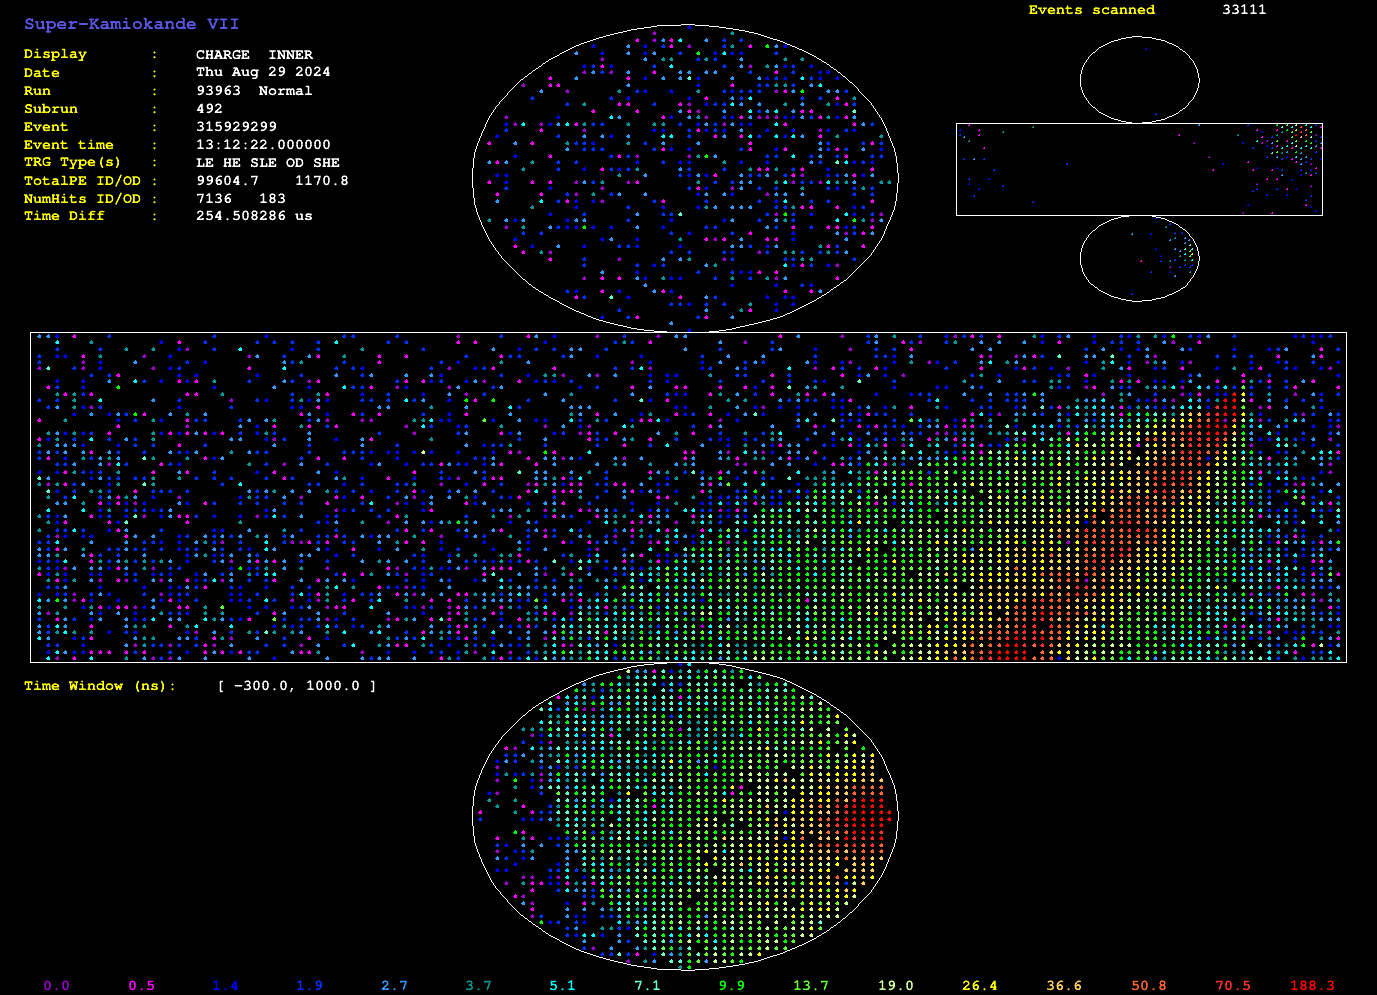 Super-Kamiokande VII
Events scanned 33111
Display : CHARGE INNER
Date : Thu Aug 29 2024
Run : 93963 Normal
Subrun : 492
Event : 315929299
Event time : 13:12:22.000000
TRG Type(s) : LE HE SLE OD SHE
TotalPE ID/OD : 99604.7 1170.8
NumHits ID/OD : 7136 183
Time Diff : 254.508286 us
Time Window (ns): [ -300.0, 1000.0 ]
0.0 0.5 1.4 1.9 2.7 3.7 5.1 7.1 9.9 13.7 19.0 26.4 36.6 50.8 70.5 188.3